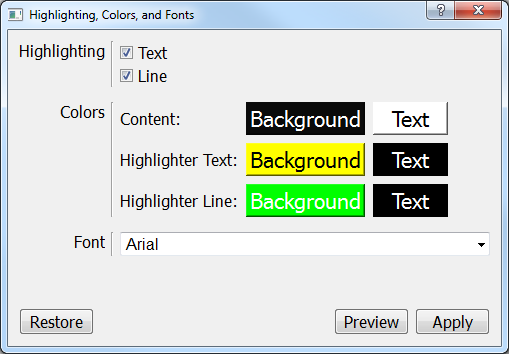 Highlighting, Colors, and Fonts
?
Highlighting
Text
Line
Colors
Content: Background Text
Highlighter Text: Background Text
Highlighter Line: Background Text
Font Arial
Restore Preview Apply